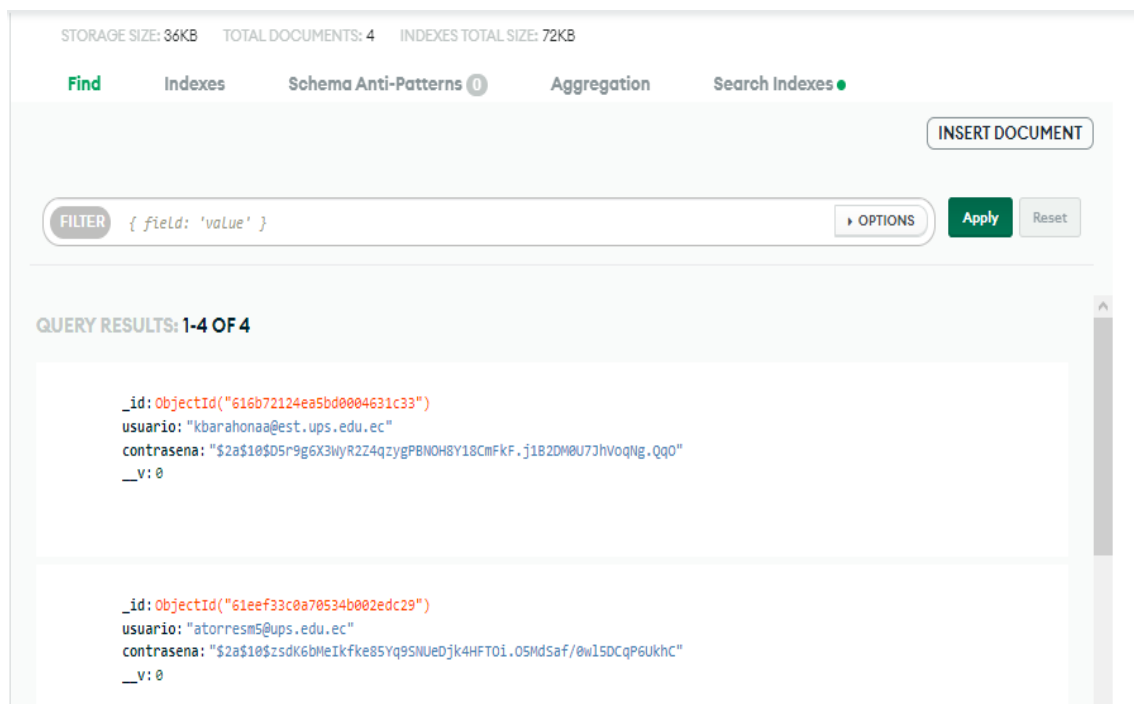 STORAGE SIZE: 36KB TOTAL DOCUMENTS: 4 INDEXES TOTAL SIZE: 72KB
Find Indexes Schema Anti-Patterns 0 Aggregation Search Indexes
INSERT DOCUMENT
FILTER { field: 'value' } OPTIONS Apply Reset
QUERY RESULTS: 1-4 OF 4
_id: ObjectId("616b72124ea5bd0004631c33")
usuario: "kbarahonaa@est.ups.edu.ec"
contrasena: "$2a$10$D5r9g6X3WyR2Z4qzygPBNOH8Y18CmFkF.j1B2DM0U7JhVoqNg.QqO"
__v: 0
_id: ObjectId("61eef33c0a70534b002edc29")
usuario: "atorresm5@ups.edu.ec"
contrasena: "$2a$10$zsdK6bMeIkfke85Yq9SNUeDjk4HFTOi.O5MdSaf/0wl5DCqP6UkhC"
__v: 0